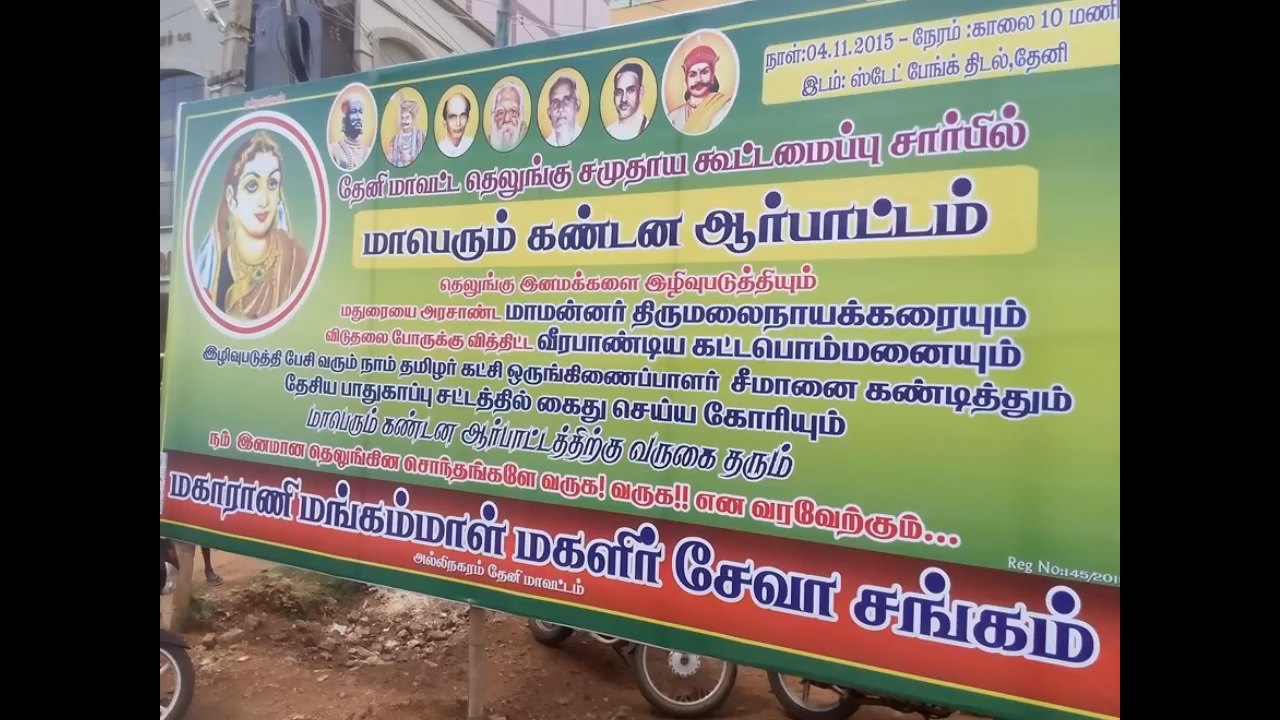 நாள்:04.11.2015 - நேரம் :காலை 10 மணி
இடம்: ஸ்டேட் பேங்க் திடல்,தேனி
தேனி மாவட்ட தெலுங்கு சமுதாய கூட்டமைப்பு சார்பில்
மாபெரும் கண்டன ஆர்பாட்டம்
தெலுங்கு இனமக்களை இழிவுபடுத்தியும்
மதுரையை அரசாண்ட மாமன்னர் திருமலைநாயக்கரையும்
விடுதலை போருக்கு வித்திட்ட வீரபாண்டிய கட்டபொம்மனையும்
இழிவுபடுத்தி பேசி வரும் நாம் தமிழர் கட்சி ஒருங்கிணைப்பாளர் சீமானை கண்டித்தும்
தேசிய பாதுகாப்பு சட்டத்தில் கைது செய்ய கோரியும்
மாபெரும் கண்டன ஆர்பாட்டத்திற்கு வருகை தரும்
நம் இனமான தெலுங்கின சொந்தங்களே வருக! வருக!! என வரவேற்கும்...
Reg No:145/201
மகாராணி மங்கம்மாள் மகளிர் சேவா சங்கம்
அல்லிநகரம் தேனி மாவட்டம்